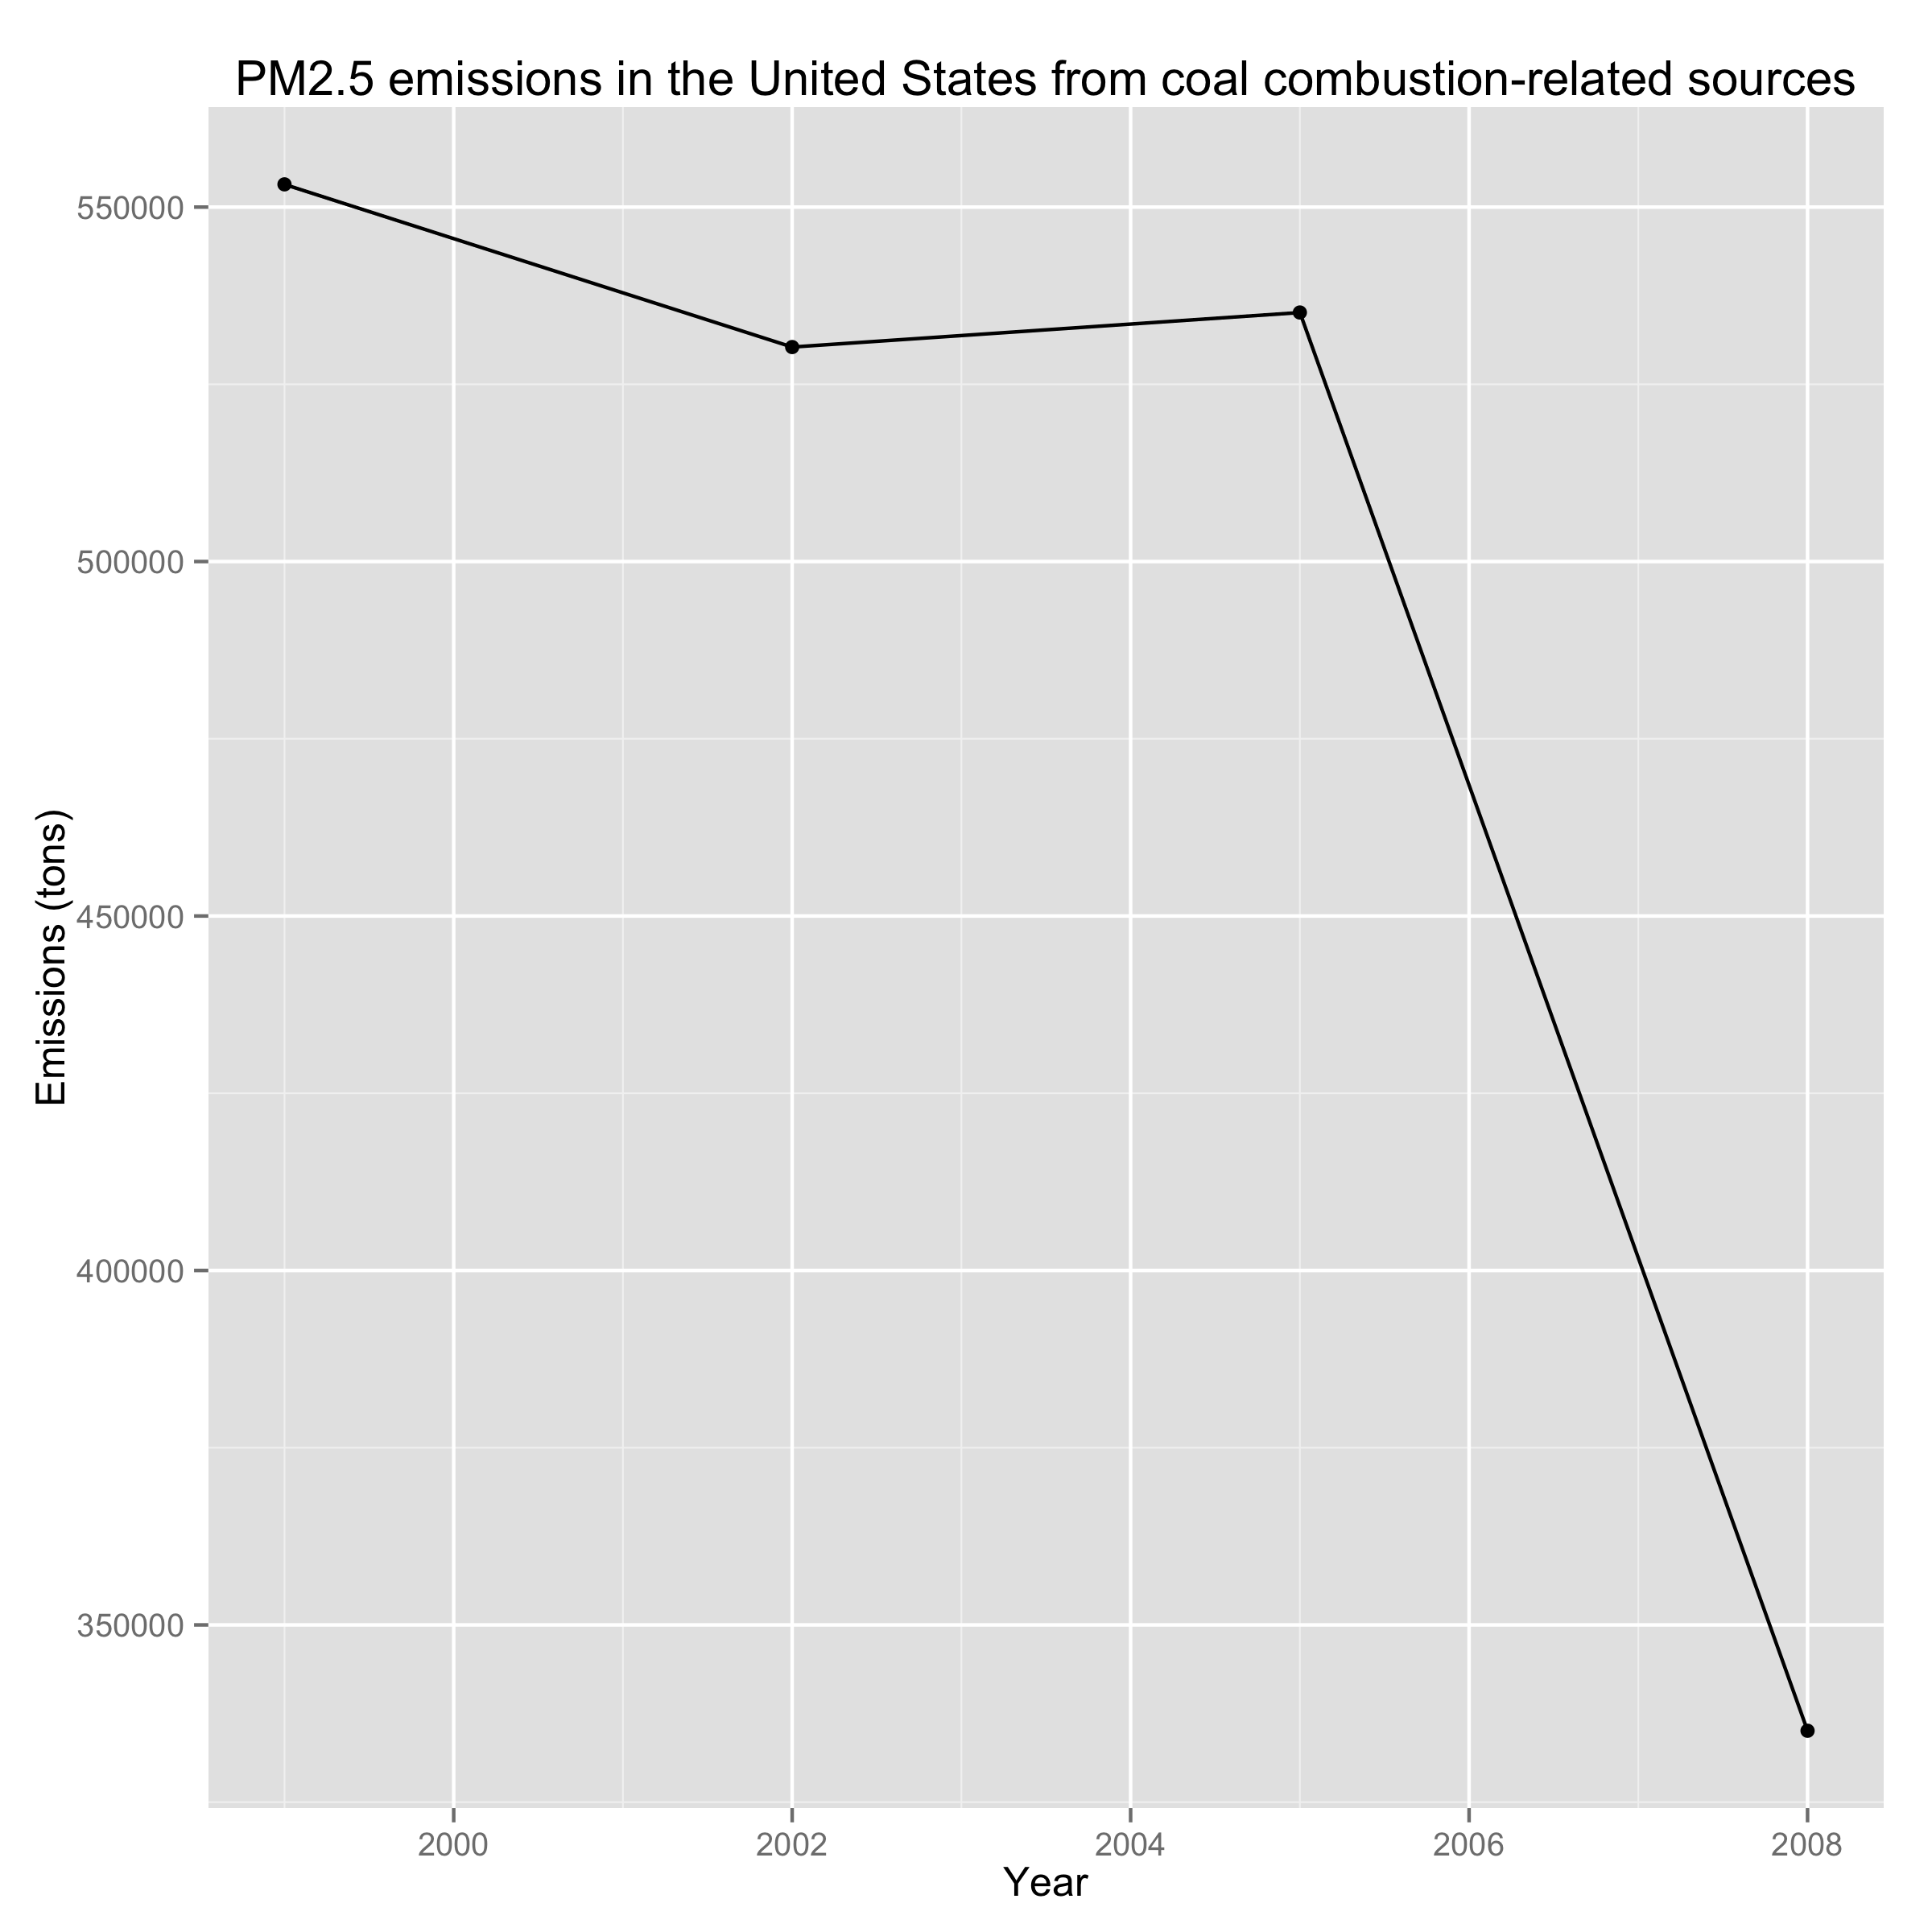 PM2.5 emissions in the United States from coal combustion-related sources
Emissions (tons)
550000
500000
450000
400000
350000
2000 2002 2004 2006 2008
Year